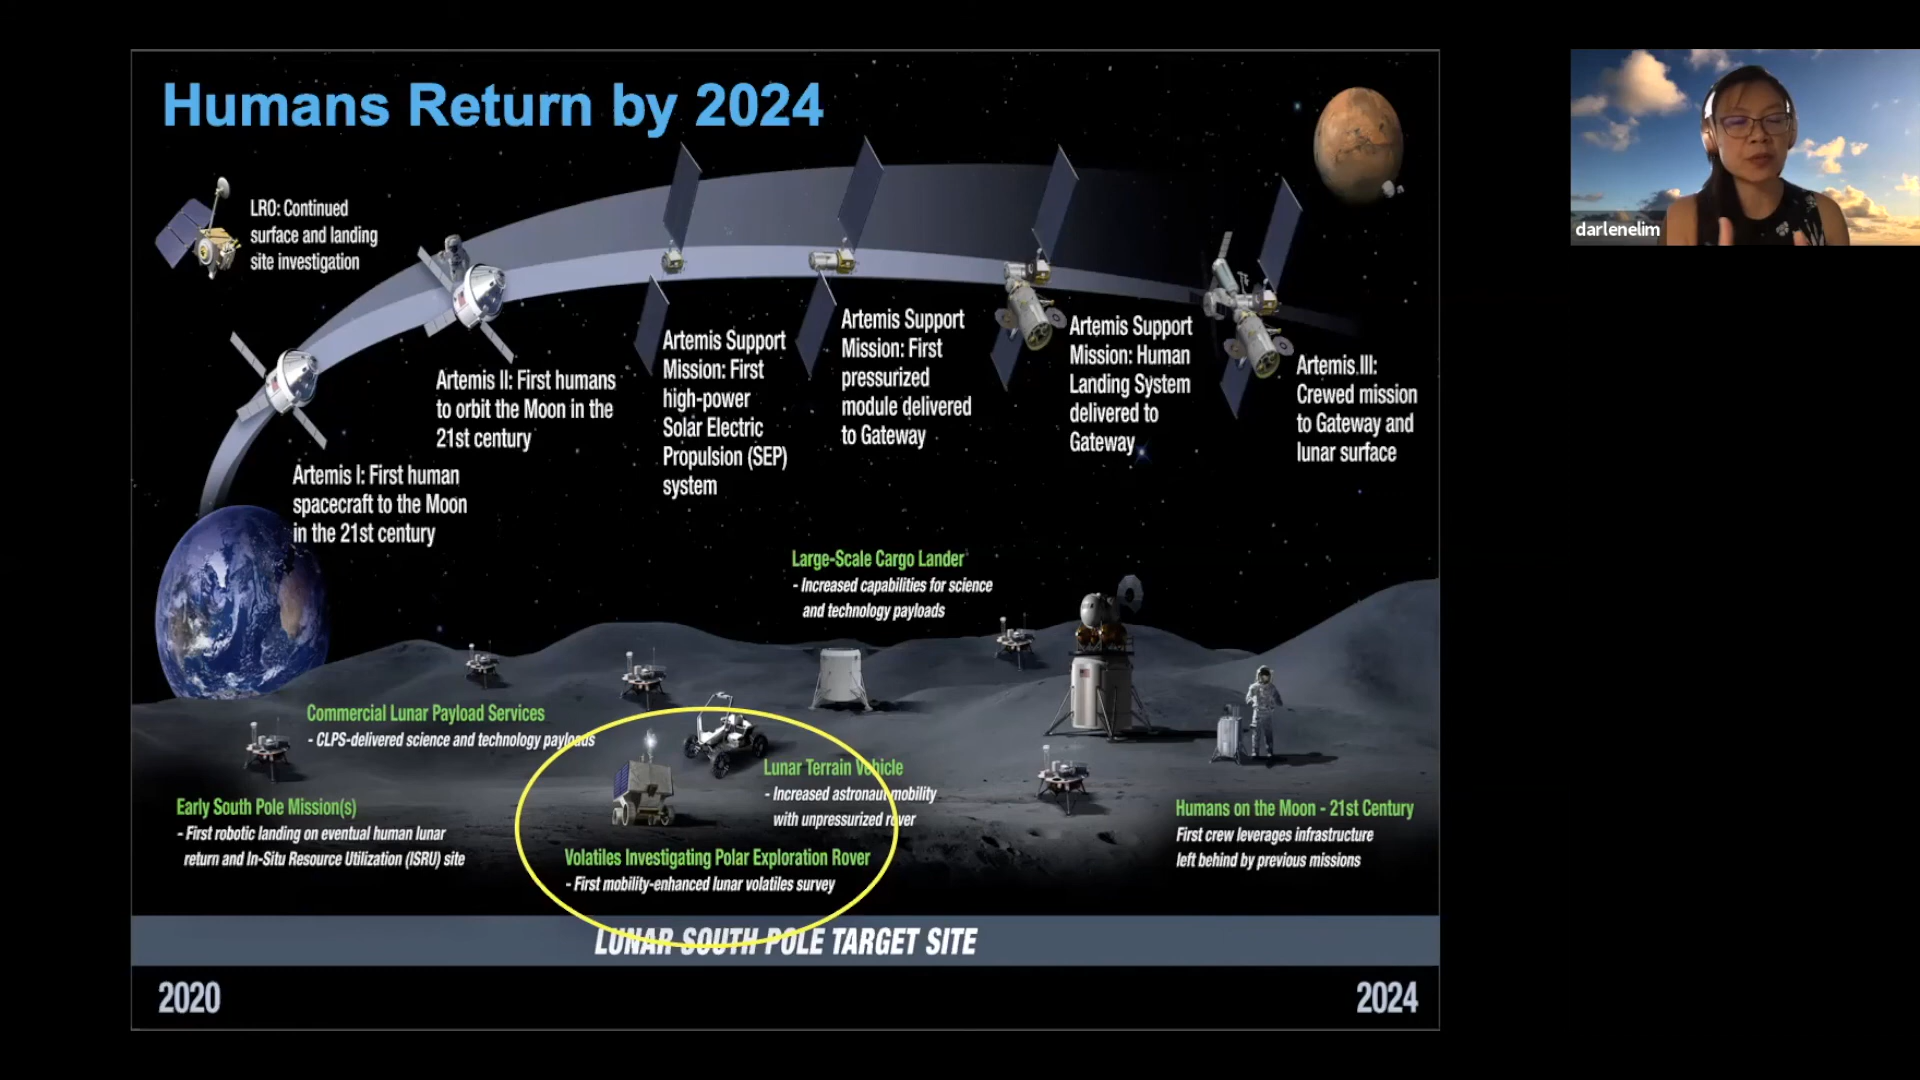 Humans Return by 2024
darlenelim
LRO: Continued
surface and landing
site investigation
Artemis I: First human
spacecraft to the Moon
in the 21st century
Artemis II: First humans
to orbit the Moon in the
21st century
Artemis Support
Mission: First
high-power
Solar Electric
Propulsion (SEP)
system
Artemis Support
Mission: First
pressurized
module delivered
to Gateway
Artemis Support
Mission: Human
Landing System
delivered to
Gateway
Artemis III:
Crewed mission
to Gateway and
lunar surface
Large-Scale Cargo Lander
- Increased capabilities for science
and technology payloads
Commercial Lunar Payload Services
- CLPS-delivered science and technology payloads
Lunar Terrain Vehicle
- Increased astronaut mobility
with unpressurized rover
Early South Pole Mission(s)
- First robotic landing on eventual human lunar
return and In-Situ Resource Utilization (ISRU) site
Volatiles Investigating Polar Exploration Rover
- First mobility-enhanced lunar volatiles survey
Humans on the Moon - 21st Century
First crew leverages infrastructure
left behind by previous missions
LUNAR SOUTH POLE TARGET SITE
2020
2024